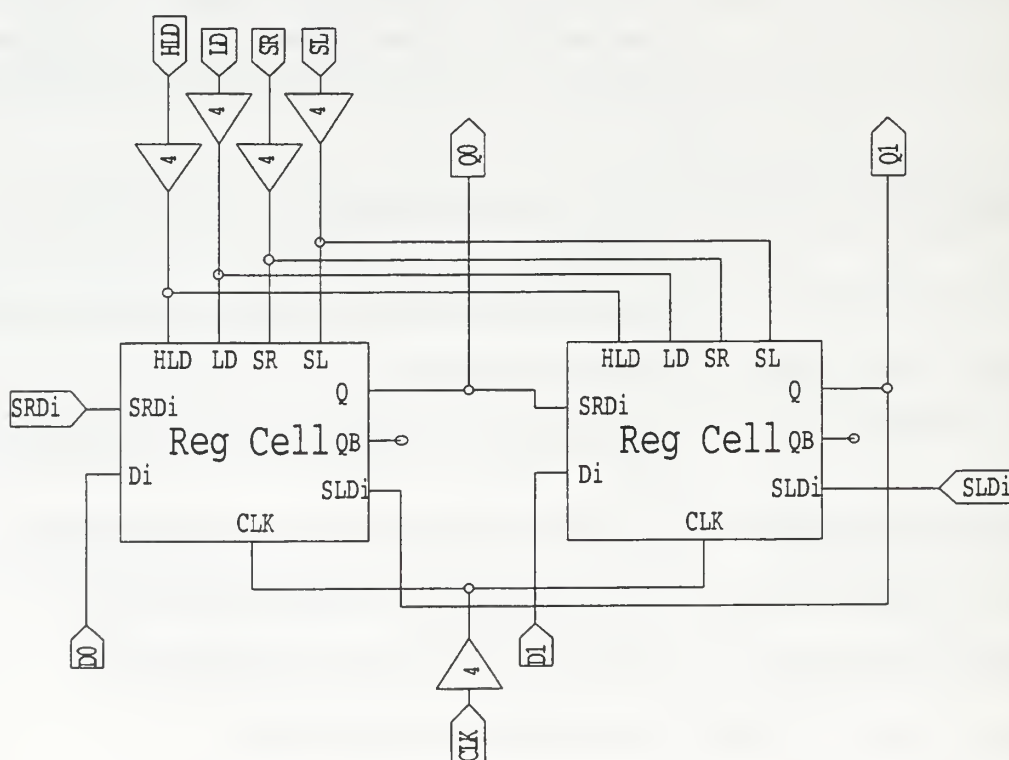 HLD LD SR SL
4 4
4 4
Q0 Q1
HLD LD SR SL HLD LD SR SL
Q Q
SRDi SRDi SRDi
Reg Cell QB Reg Cell QB
Di Di
SLDi SLDi SLDi
CLK CLK
D0 D1
4
CLK